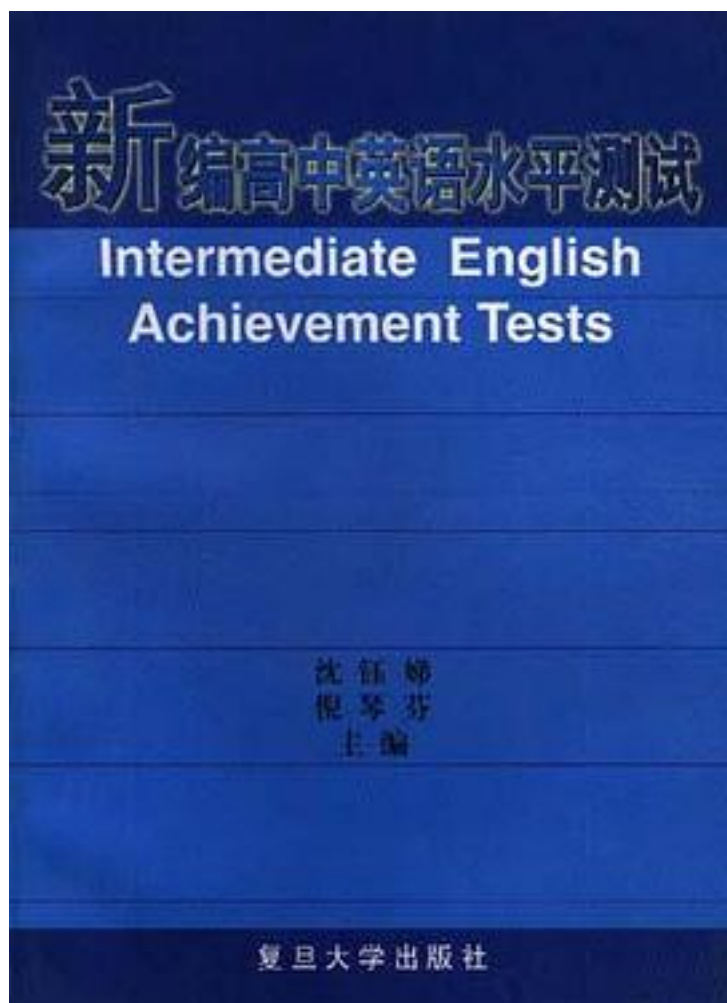 新编高中英语水平测试
Intermediate English
Achievement Tests
沈钰娣
倪琴芬
主编
复旦大学出版社